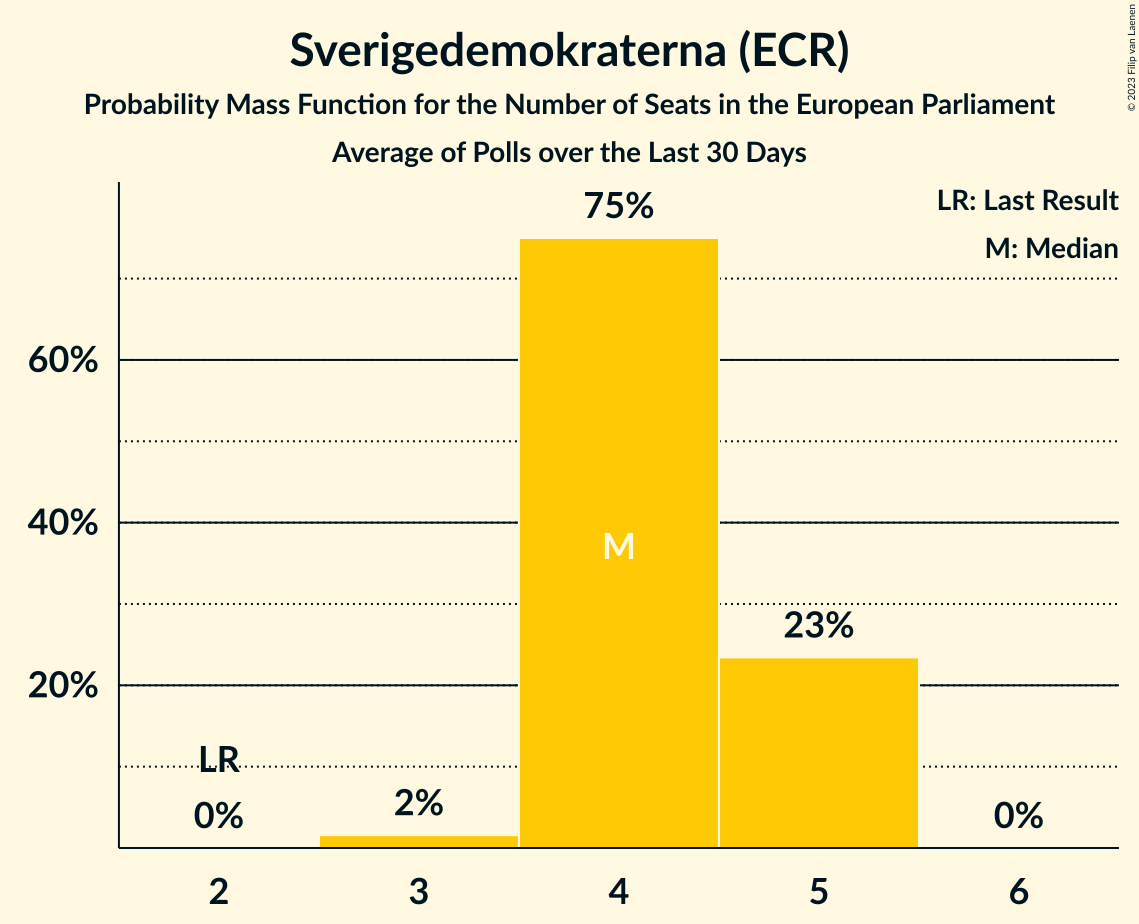 Sverigedemokraterna (ECR)
Probability Mass Function for the Number of Seats in the European Parliament
Average of Polls over the Last 30 Days
© 2023 Filip van Laenen
LR: Last Result
M: Median
75%
60%
40%
M
23%
20%
LR
0%
2%
0%
2
3
4
5
6